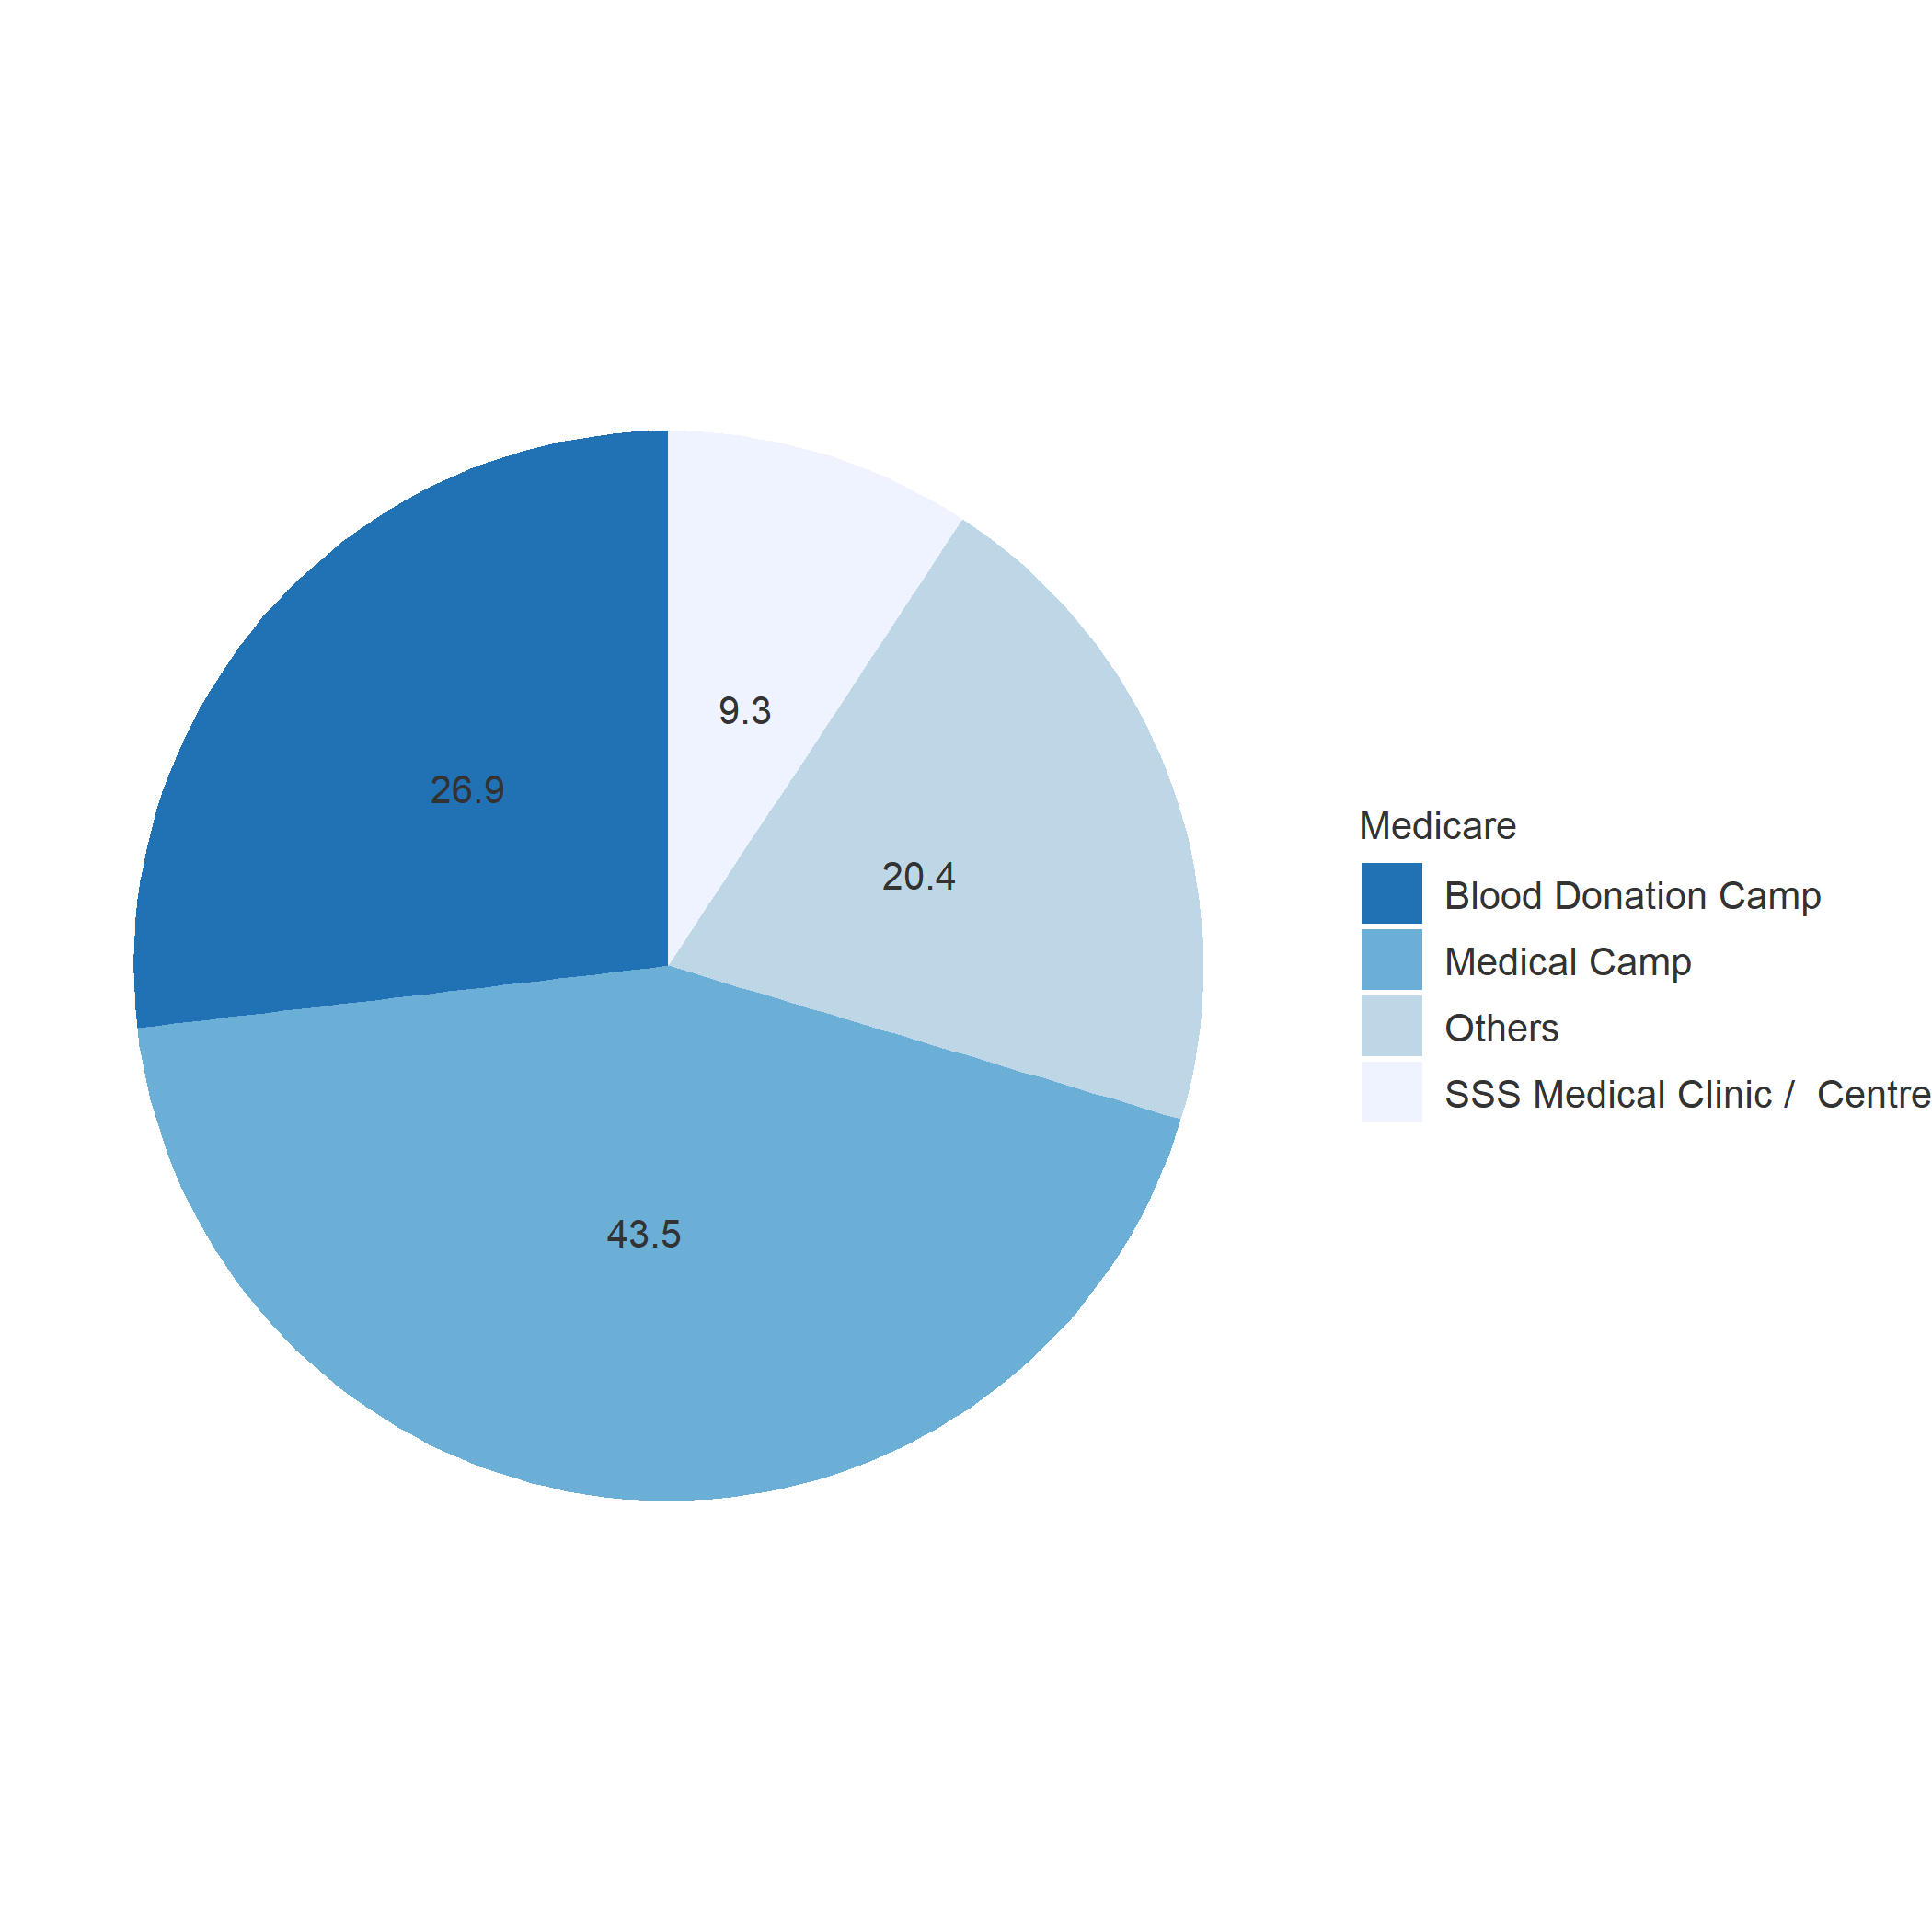 9.3
26.9
20.4
43.5
Medicare
Blood Donation Camp
Medical Camp
Others
SSS Medical Clinic /  Centre